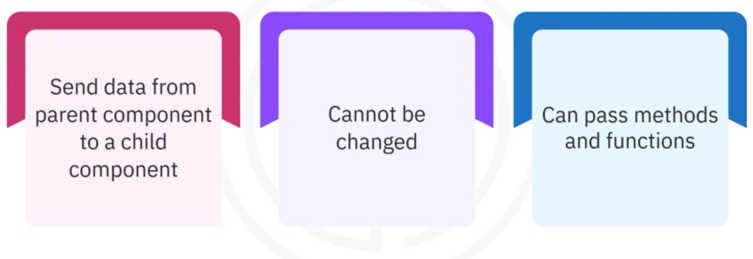 Send data from
parent component
to a child
component
Cannot be
changed
Can pass methods
and functions